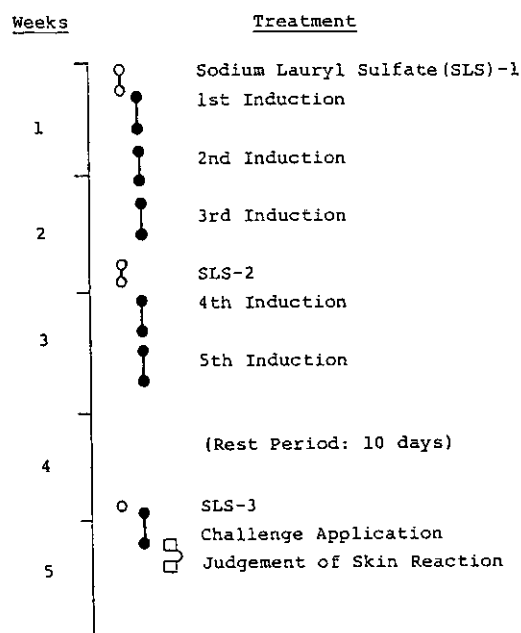 Weeks Treatment
Sodium Lauryl Sulfate(SLS)-1
1st Induction
1
2nd Induction
3rd Induction
2
SLS-2
4th Induction
3
5th Induction
(Rest Period: 10 days)
4
SLS-3
Challenge Application
Judgement of Skin Reaction
5